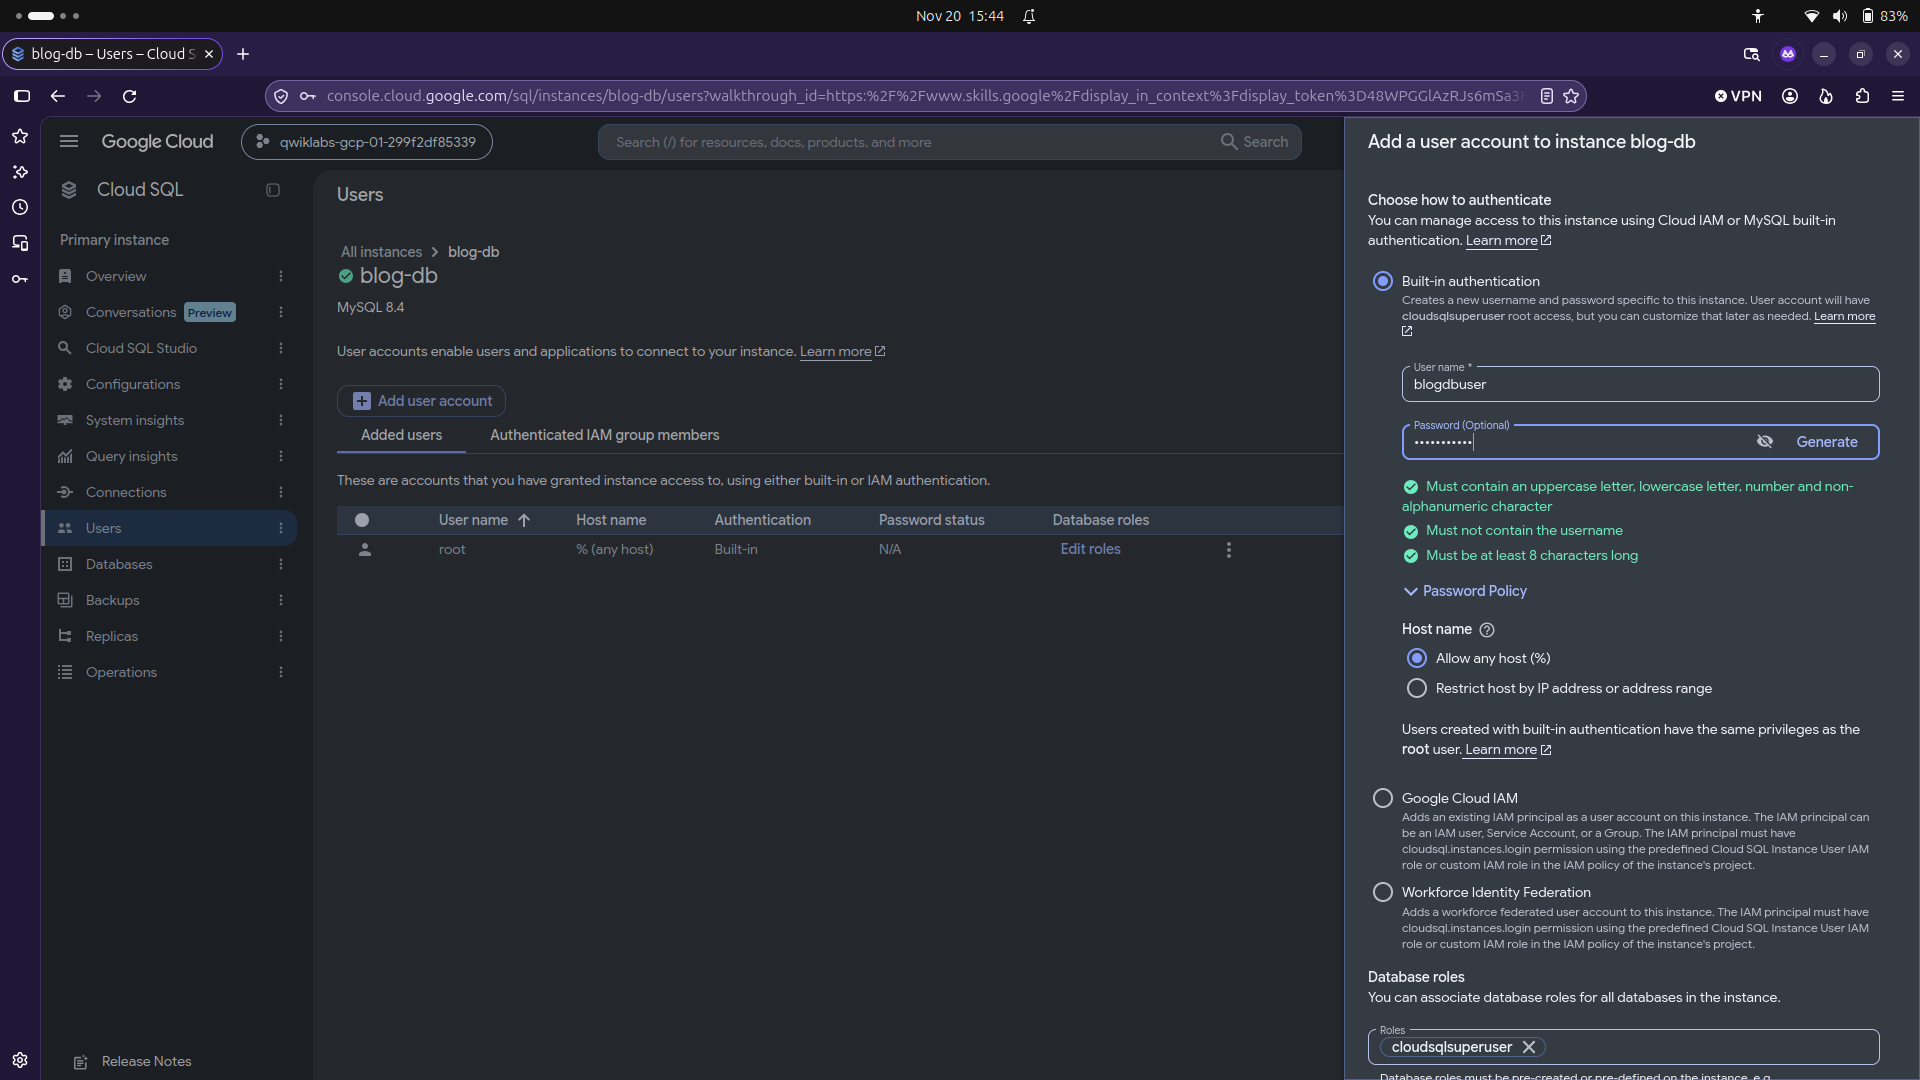 Nov 20 15:44
83%
blog-db – Users – Cloud S
console.cloud.google.com/sql/instances/blog-db/users?walkthrough_id=https:%2F%2Fwww.skills.google%2Fdisplay_in_context%3Fdisplay_token%3D48WPGGlAzRJs6mSa3H
VPN
Google Cloud
qwiklabs-gcp-01-299f2df85339
Search (/) for resources, docs, products, and more
Search
Cloud SQL
Primary instance
Overview
Conversations Preview
Cloud SQL Studio
Configurations
System insights
Query insights
Connections
Users
Databases
Backups
Replicas
Operations
Release Notes
Users
All instances
blog-db
blog-db
MySQL 8.4
User accounts enable users and applications to connect to your instance. Learn more
Add user account
Added users
Authenticated IAM group members
These are accounts that you have granted instance access to, using either built-in or IAM authentication.
User name Host name Authentication Password status Database roles
root % (any host) Built-in N/A Edit roles
Add a user account to instance blog-db
Choose how to authenticate
You can manage access to this instance using Cloud IAM or MySQL built-in
authentication. Learn more
Built-in authentication
Creates a new username and password specific to this instance. User account will have
cloudsqlsuperuser root access, but you can customize that later as needed. Learn more
User name *
blogdbuser
Password (Optional)
•••••••••••
Generate
Must contain an uppercase letter, lowercase letter, number and non-
alphanumeric character
Must not contain the username
Must be at least 8 characters long
Password Policy
Host name
Allow any host (%)
Restrict host by IP address or address range
Users created with built-in authentication have the same privileges as the
root user. Learn more
Google Cloud IAM
Adds an existing IAM principal as a user account on this instance. The IAM principal can
be an IAM user, Service Account, or a Group. The IAM principal must have
cloudsql.instances.login permission using the predefined Cloud SQL Instance User IAM
role or custom IAM role in the IAM policy of the instance's project.
Workforce Identity Federation
Adds a workforce federated user account to this instance. The IAM principal must have
cloudsql.instances.login permission using the predefined Cloud SQL Instance User IAM
role or custom IAM role in the IAM policy of the instance's project.
Database roles
You can associate database roles for all databases in the instance.
Roles
cloudsqlsuperuser
Database roles must be pre-created or pre-defined on the instance, e.g.